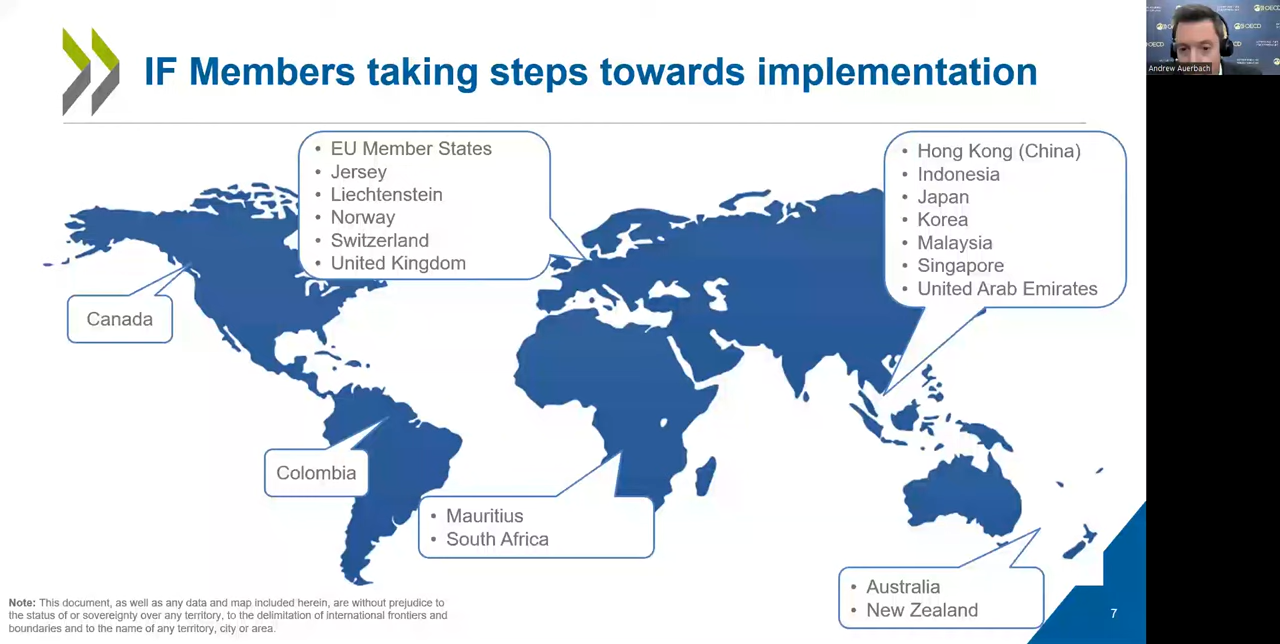 IF Members taking steps towards implementation
• EU Member States
• Jersey
• Liechtenstein
• Norway
• Switzerland
• United Kingdom
• Hong Kong (China)
• Indonesia
• Japan
• Korea
• Malaysia
• Singapore
• United Arab Emirates
Canada
Colombia
• Mauritius
• South Africa
• Australia
• New Zealand
Note: This document, as well as any data and map included herein, are without prejudice to
the status of or sovereignty over any territory, to the delimitation of international frontiers and
boundaries and to the name of any territory, city or area.
7
OECD
Andrew Auerbach